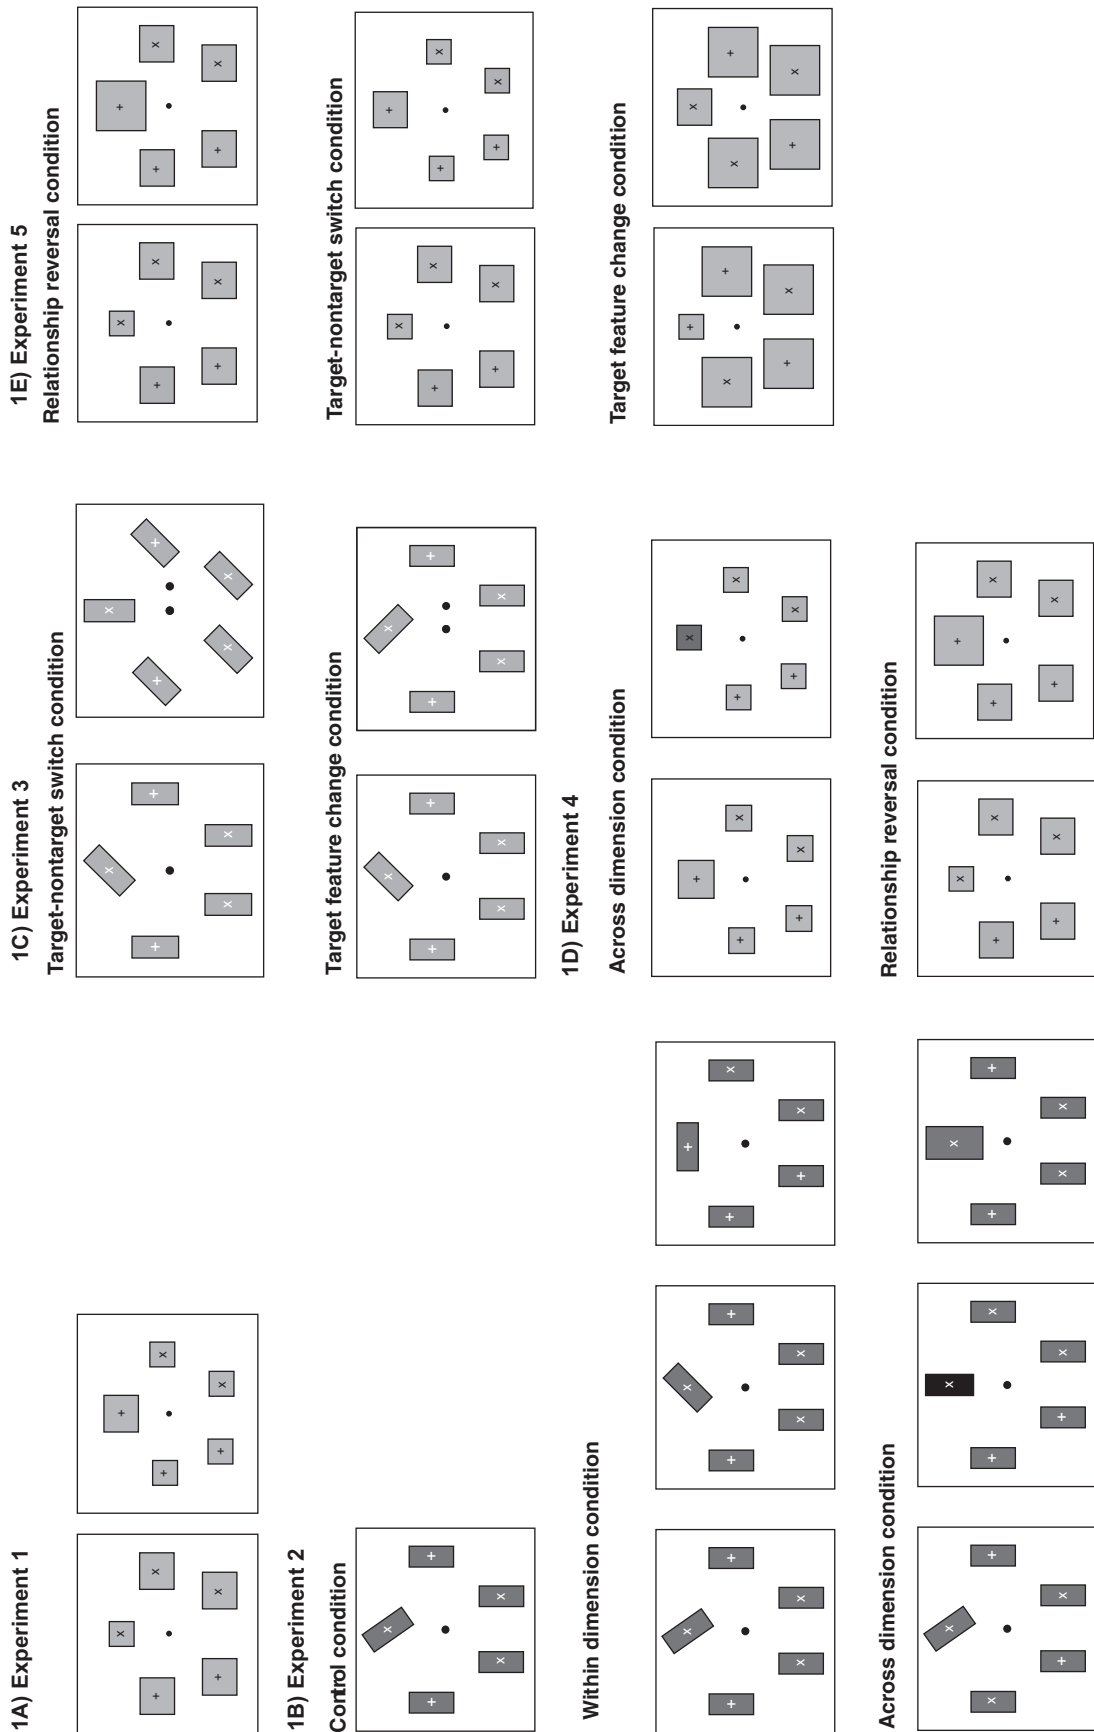 1A) Experiment 1
1B) Experiment 2
Control condition
Within dimension condition
Across dimension condition
1C) Experiment 3
Target-nontarget switch condition
Target feature change condition
1D) Experiment 4
Across dimension condition
Relationship reversal condition
1E) Experiment 5
Relationship reversal condition
Target-nontarget switch condition
Target feature change condition